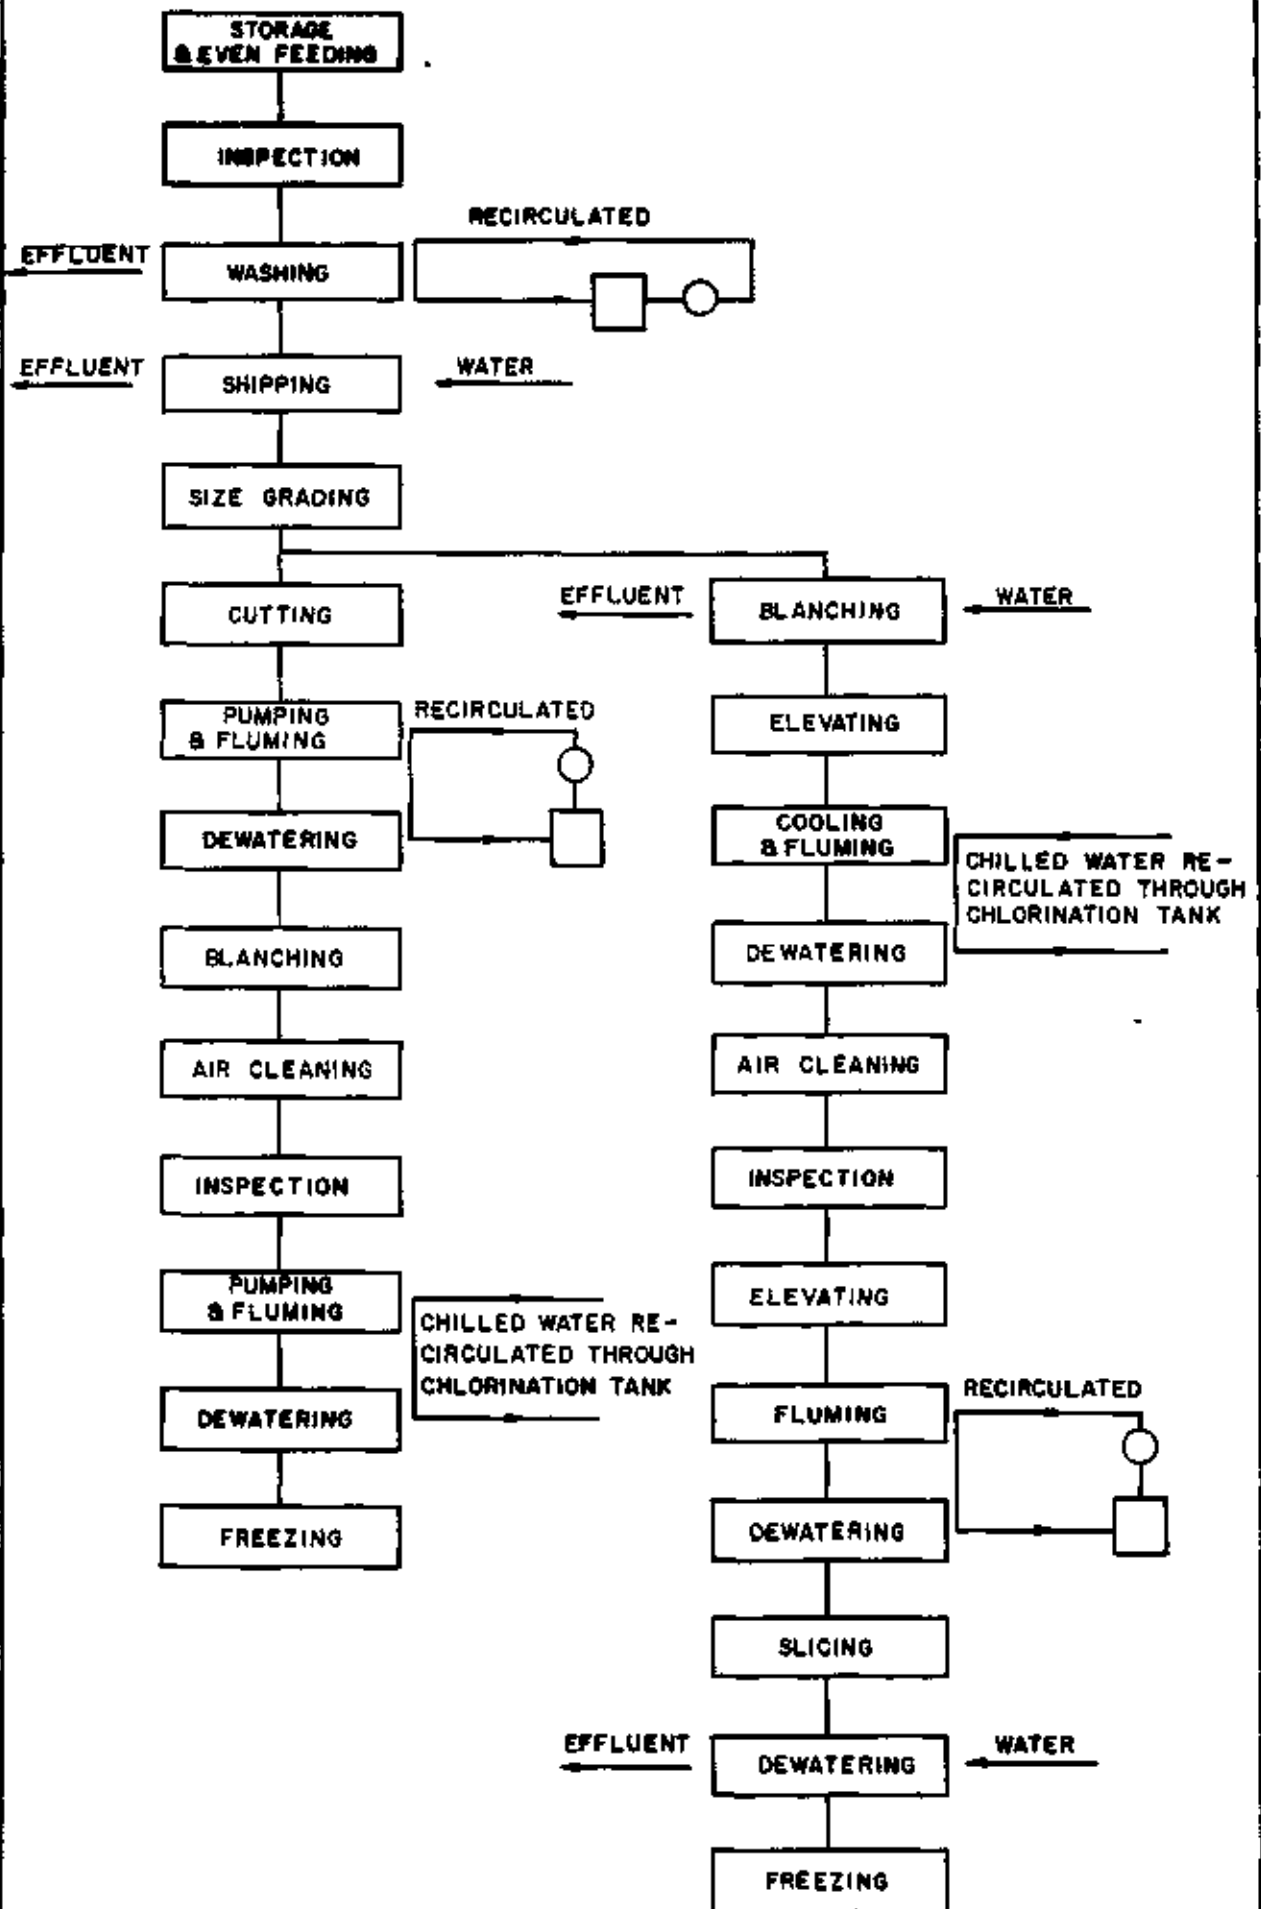 STORAGE
& EVEN FEEDING
INSPECTION
RECIRCULATED
EFFLUENT
WASHING
EFFLUENT
SHIPPING
WATER
SIZE GRADING
CUTTING
EFFLUENT
BLANCHING
WATER
PUMPING
& FLUMING
RECIRCULATED
ELEVATING
DEWATERING
COOLING
& FLUMING
CHILLED WATER RE-
CIRCULATED THROUGH
CHLORINATION TANK
BLANCHING
DEWATERING
AIR CLEANING
AIR CLEANING
INSPECTION
INSPECTION
PUMPING
& FLUMING
CHILLED WATER RE-
CIRCULATED THROUGH
CHLORINATION TANK
ELEVATING
DEWATERING
FLUMING
RECIRCULATED
FREEZING
DEWATERING
SLICING
EFFLUENT
DEWATERING
WATER
FREEZING